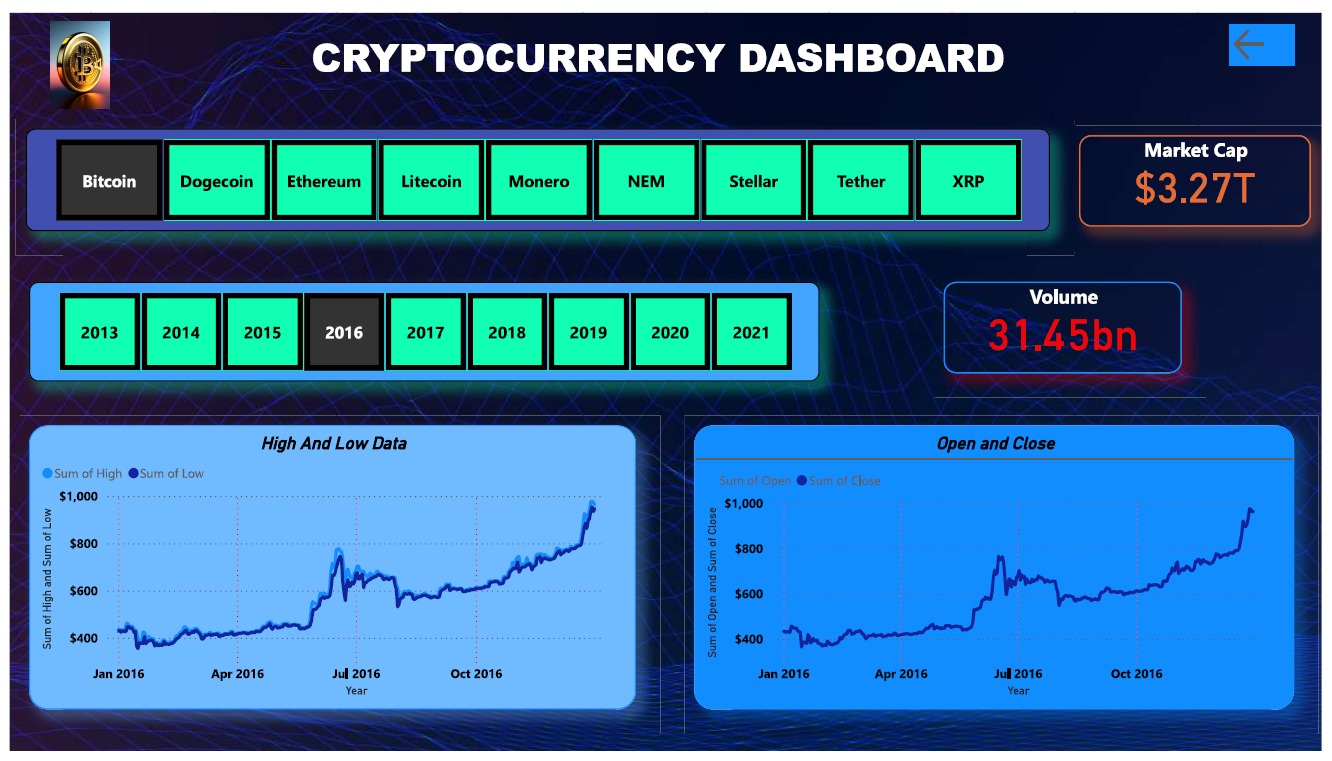 CRYPTOCURRENCY DASHBOARD
Bitcoin Dogecoin Ethereum Litecoin Monero NEM Stellar Tether XRP
Market Cap
$3.27T
2013 2014 2015 2016 2017 2018 2019 2020 2021
Volume
31.45bn
High And Low Data
Sum of High Sum of Low
Sum of High and Sum of Low
$1,000
$800
$600
$400
Jan 2016 Apr 2016 Jul 2016 Oct 2016
Year
Open and Close
Sum of Open Sum of Close
Sum of Open and Sum of Close
$1,000
$800
$600
$400
Jan 2016 Apr 2016 Jul 2016 Oct 2016
Year